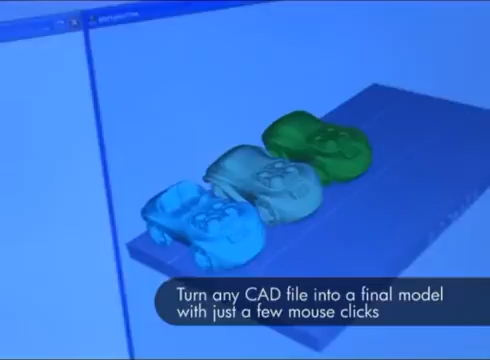 Turn any CAD file into a final model
with just a few mouse clicks